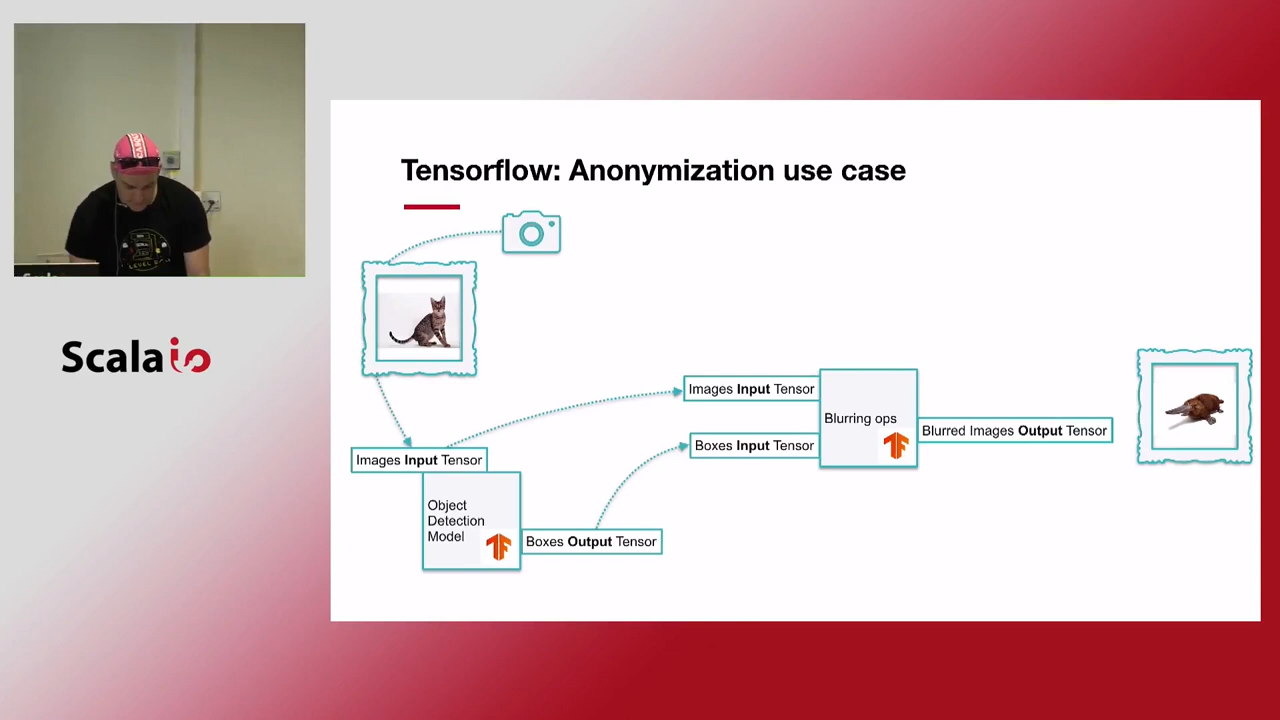 Scala
Scalaio
Tensorflow: Anonymization use case
Images Input Tensor
Boxes Input Tensor
Blurring ops
Blurred Images Output Tensor
Images Input Tensor
Object
Detection
Model
Boxes Output Tensor